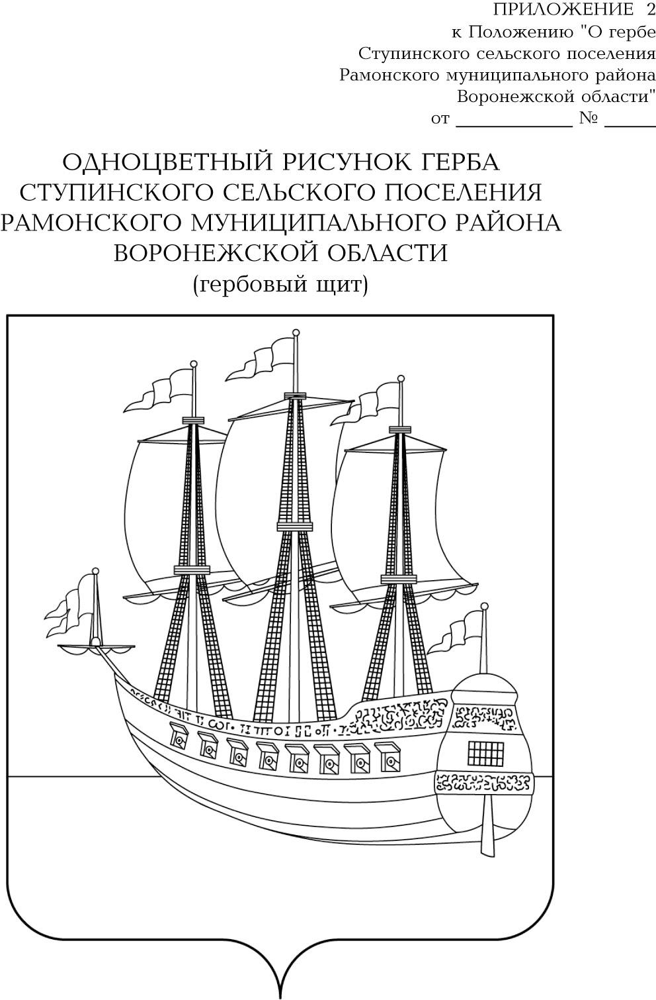 ПРИЛОЖЕНИЕ 2
к Положению "О гербе
Ступинского сельского поселения
Рамонского муниципального района
Воронежской области"
от ____________ № _____
ОДНОЦВЕТНЫЙ РИСУНОК ГЕРБА
СТУПИНСКОГО СЕЛЬСКОГО ПОСЕЛЕНИЯ
РАМОНСКОГО МУНИЦИПАЛЬНОГО РАЙОНА
ВОРОНЕЖСКОЙ ОБЛАСТИ
(гербовый щит)